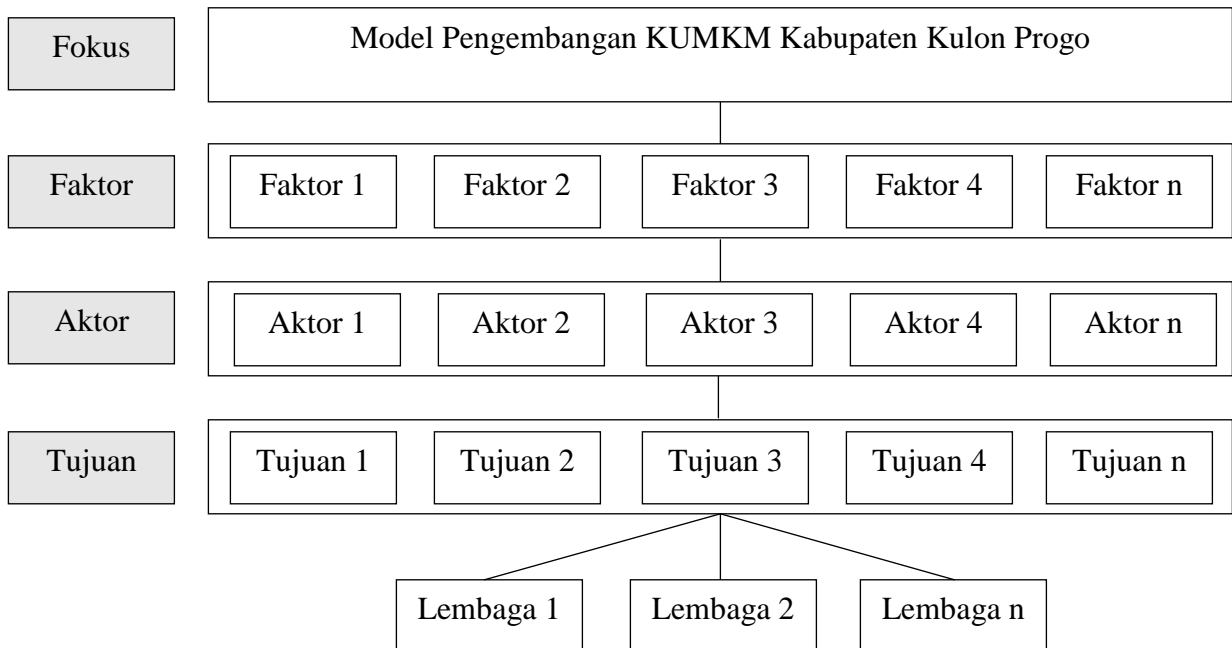 Fokus
Model Pengembangan KUMKM Kabupaten Kulon Progo
Faktor
Faktor 1
Faktor 2
Faktor 3
Faktor 4
Faktor n
Aktor
Aktor 1
Aktor 2
Aktor 3
Aktor 4
Aktor n
Tujuan
Tujuan 1
Tujuan 2
Tujuan 3
Tujuan 4
Tujuan n
Lembaga 1
Lembaga 2
Lembaga n